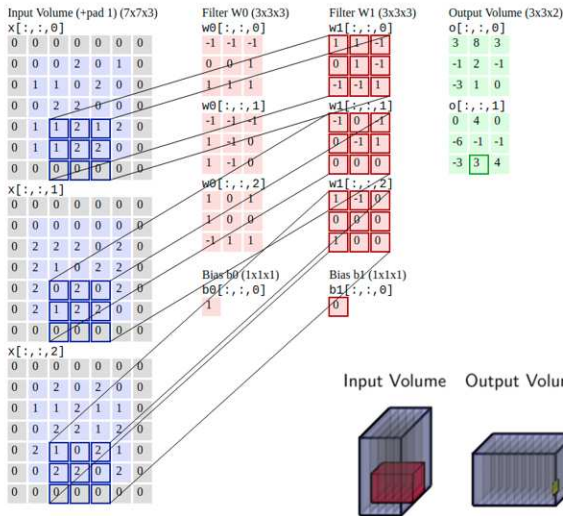 Input Volume (+pad 1) (7x7x3)
x[:,:,0]
0 0 0 0 0 0 0
0 0 0 2 0 1 0
0 1 1 0 2 0 0
0 0 2 2 0 0 0
0 1 1 2 1 2 0
0 1 1 2 2 0 0
0 0 0 0 0 0 0
x[:,:,1]
0 0 0 0 0 0 0
0 0 0 0 0 0 0
0 2 2 2 0 2 0
0 2 1 0 2 2 0
0 2 0 2 0 2 0
0 2 1 2 2 0 0
0 0 0 0 0 0 0
x[:,:,2]
0 0 0 0 0 0 0
0 0 2 0 2 0 0
0 1 1 2 1 1 0
0 0 2 2 1 2 0
0 2 1 0 2 1 0
0 0 2 2 0 2 0
0 0 0 0 0 0 0
Filter W0 (3x3x3)
w0[:,:,0]
-1 -1 -1
0 0 1
1 1 1
w0[:,:,1]
-1 -1 -1
1 -1 0
1 -1 0
w0[:,:,2]
1 0 1
1 0 0
-1 1 1
Bias b0 (1x1x1)
b0[:,:,0]
1
Filter W1 (3x3x3)
w1[:,:,0]
1 1 -1
0 1 -1
-1 -1 1
w1[:,:,1]
-1 0 1
0 -1 1
0 0 0
w1[:,:,2]
1 -1 0
0 0
1 0 0
Bias b1 (1x1x1)
b1[:,:,0]
0
Output Volume (3x3x2)
o[:,:,0]
3 8 3
-1 2 -1
-3 1 0
o[:,:,1]
0 4 0
-6 -1 -1
-3 3 4
Input Volume
Output Volu